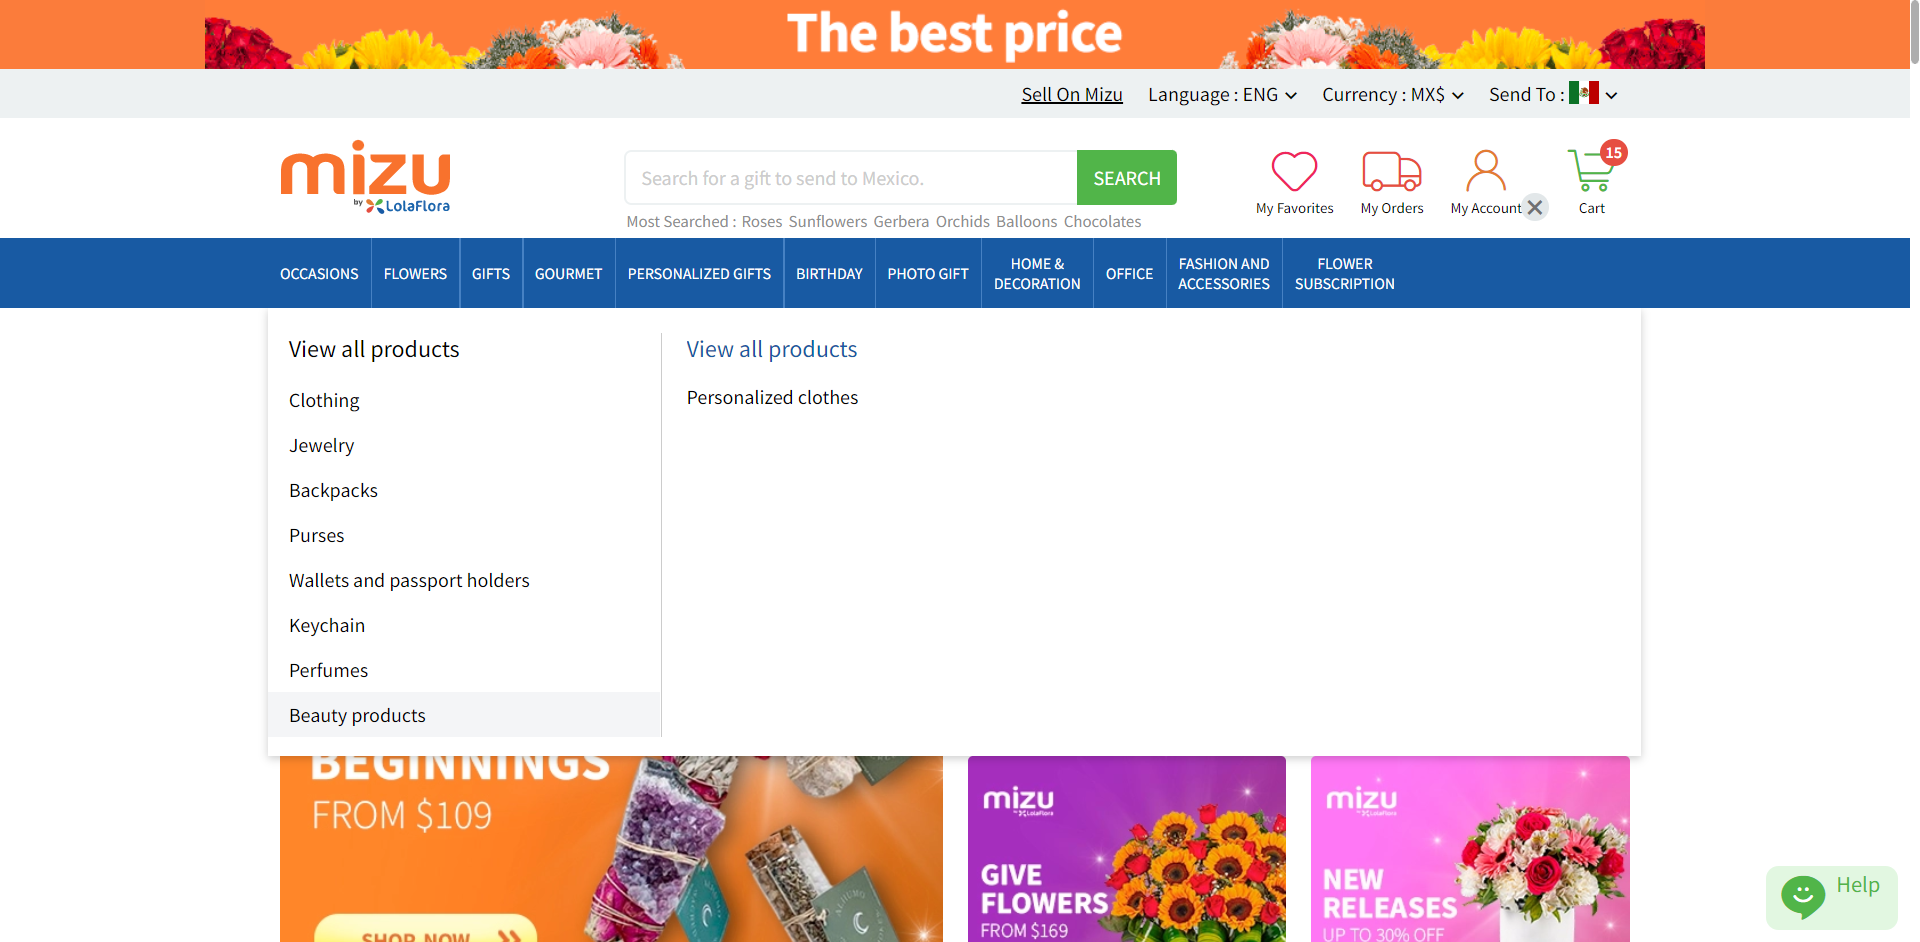 The best price
Sell On Mizu Language : ENG Currency : MX$ Send To :
mizu
by LolaFlora
Search for a gift to send to Mexico.
SEARCH
Most Searched : Roses Sunflowers Gerbera Orchids Balloons Chocolates
My Favorites
My Orders
My Account
15
Cart
OCCASIONS
FLOWERS
GIFTS
GOURMET
PERSONALIZED GIFTS
BIRTHDAY
PHOTO GIFT
HOME &
DECORATION
OFFICE
FASHION AND
ACCESSORIES
FLOWER
SUBSCRIPTION
View all products
Clothing
Jewelry
Backpacks
Purses
Wallets and passport holders
Keychain
Perfumes
Beauty products
View all products
Personalized clothes
BEGINNINGS
FROM $109
SHOP NOW
mizu
by LolaFlora
GIVE
FLOWERS
FROM $169
mizu
by LolaFlora
NEW
RELEASES
UP TO 30% OFF
Help